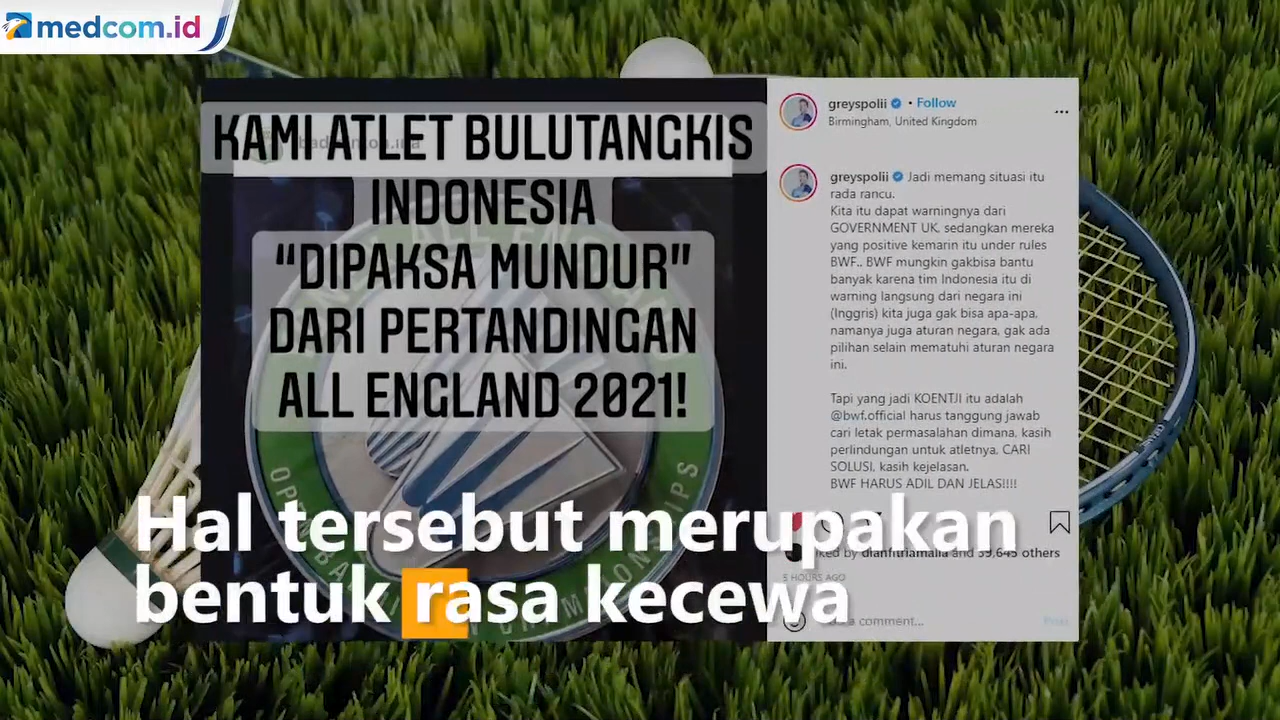 medcom.id
KAMI ATLET BULUTANGKIS
INDONESIA
“DIPAKSA MUNDUR”
DARI PERTANDINGAN
ALL ENGLAND 2021!
greyspolii • Follow
Birmingham, United Kingdom
greyspolii Jadi memang situasi itu
rada rancu.
Kita itu dapat warningnya dari
GOVERNMENT UK, sedangkan mereka
yang positive kemarin itu under rules
BWF.. BWF mungkin gakbisa bantu
banyak karena tim Indonesia itu di
warning langsung dari negara ini
(Inggris) kita juga gak bisa apa-apa,
namanya juga aturan negara, gak ada
pilihan selain mematuhi aturan negara
ini.
Tapi yang jadi KOENTJI itu adalah
@bwf.official harus tanggung jawab
cari letak permasalahan dimana, kasih
perlindungan untuk atletnya, CARI
SOLUSI, kasih kejelasan.
BWF HARUS ADIL DAN JELAS!!!!
by dianfitriamalia and 39,645 others
5 HOURS AGO
comment...
Post
Hal tersebut merupakan
bentuk rasa kecewa